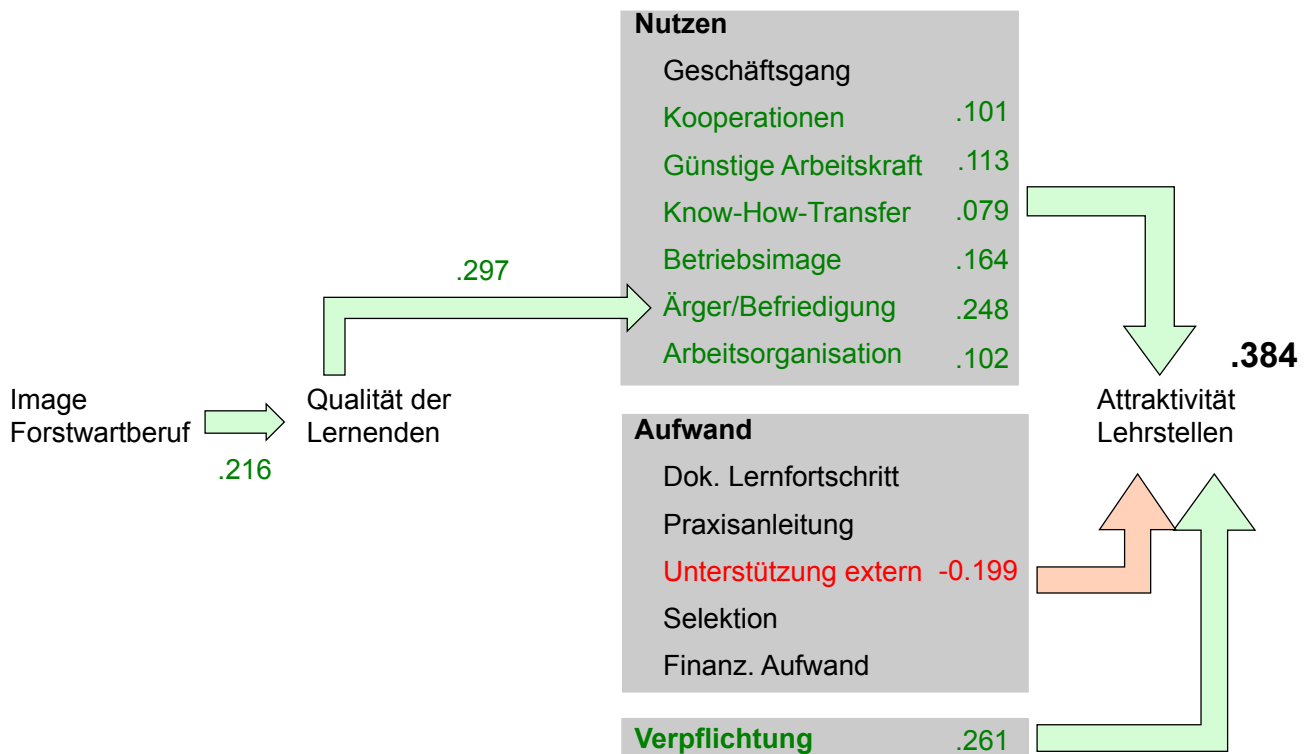 Nutzen
Geschäftsgang
Kooperationen .101
Günstige Arbeitskraft .113
Know-How-Transfer .079
Betriebsimage .164
Ärger/Befriedigung .248
Arbeitsorganisation .102
.297
.384
Image
Forstwartberuf
.216
Qualität der
Lernenden
Attraktivität
Lehrstellen
Aufwand
Dok. Lernfortschritt
Praxisanleitung
Unterstützung extern -0.199
Selektion
Finanz. Aufwand
Verpflichtung .261